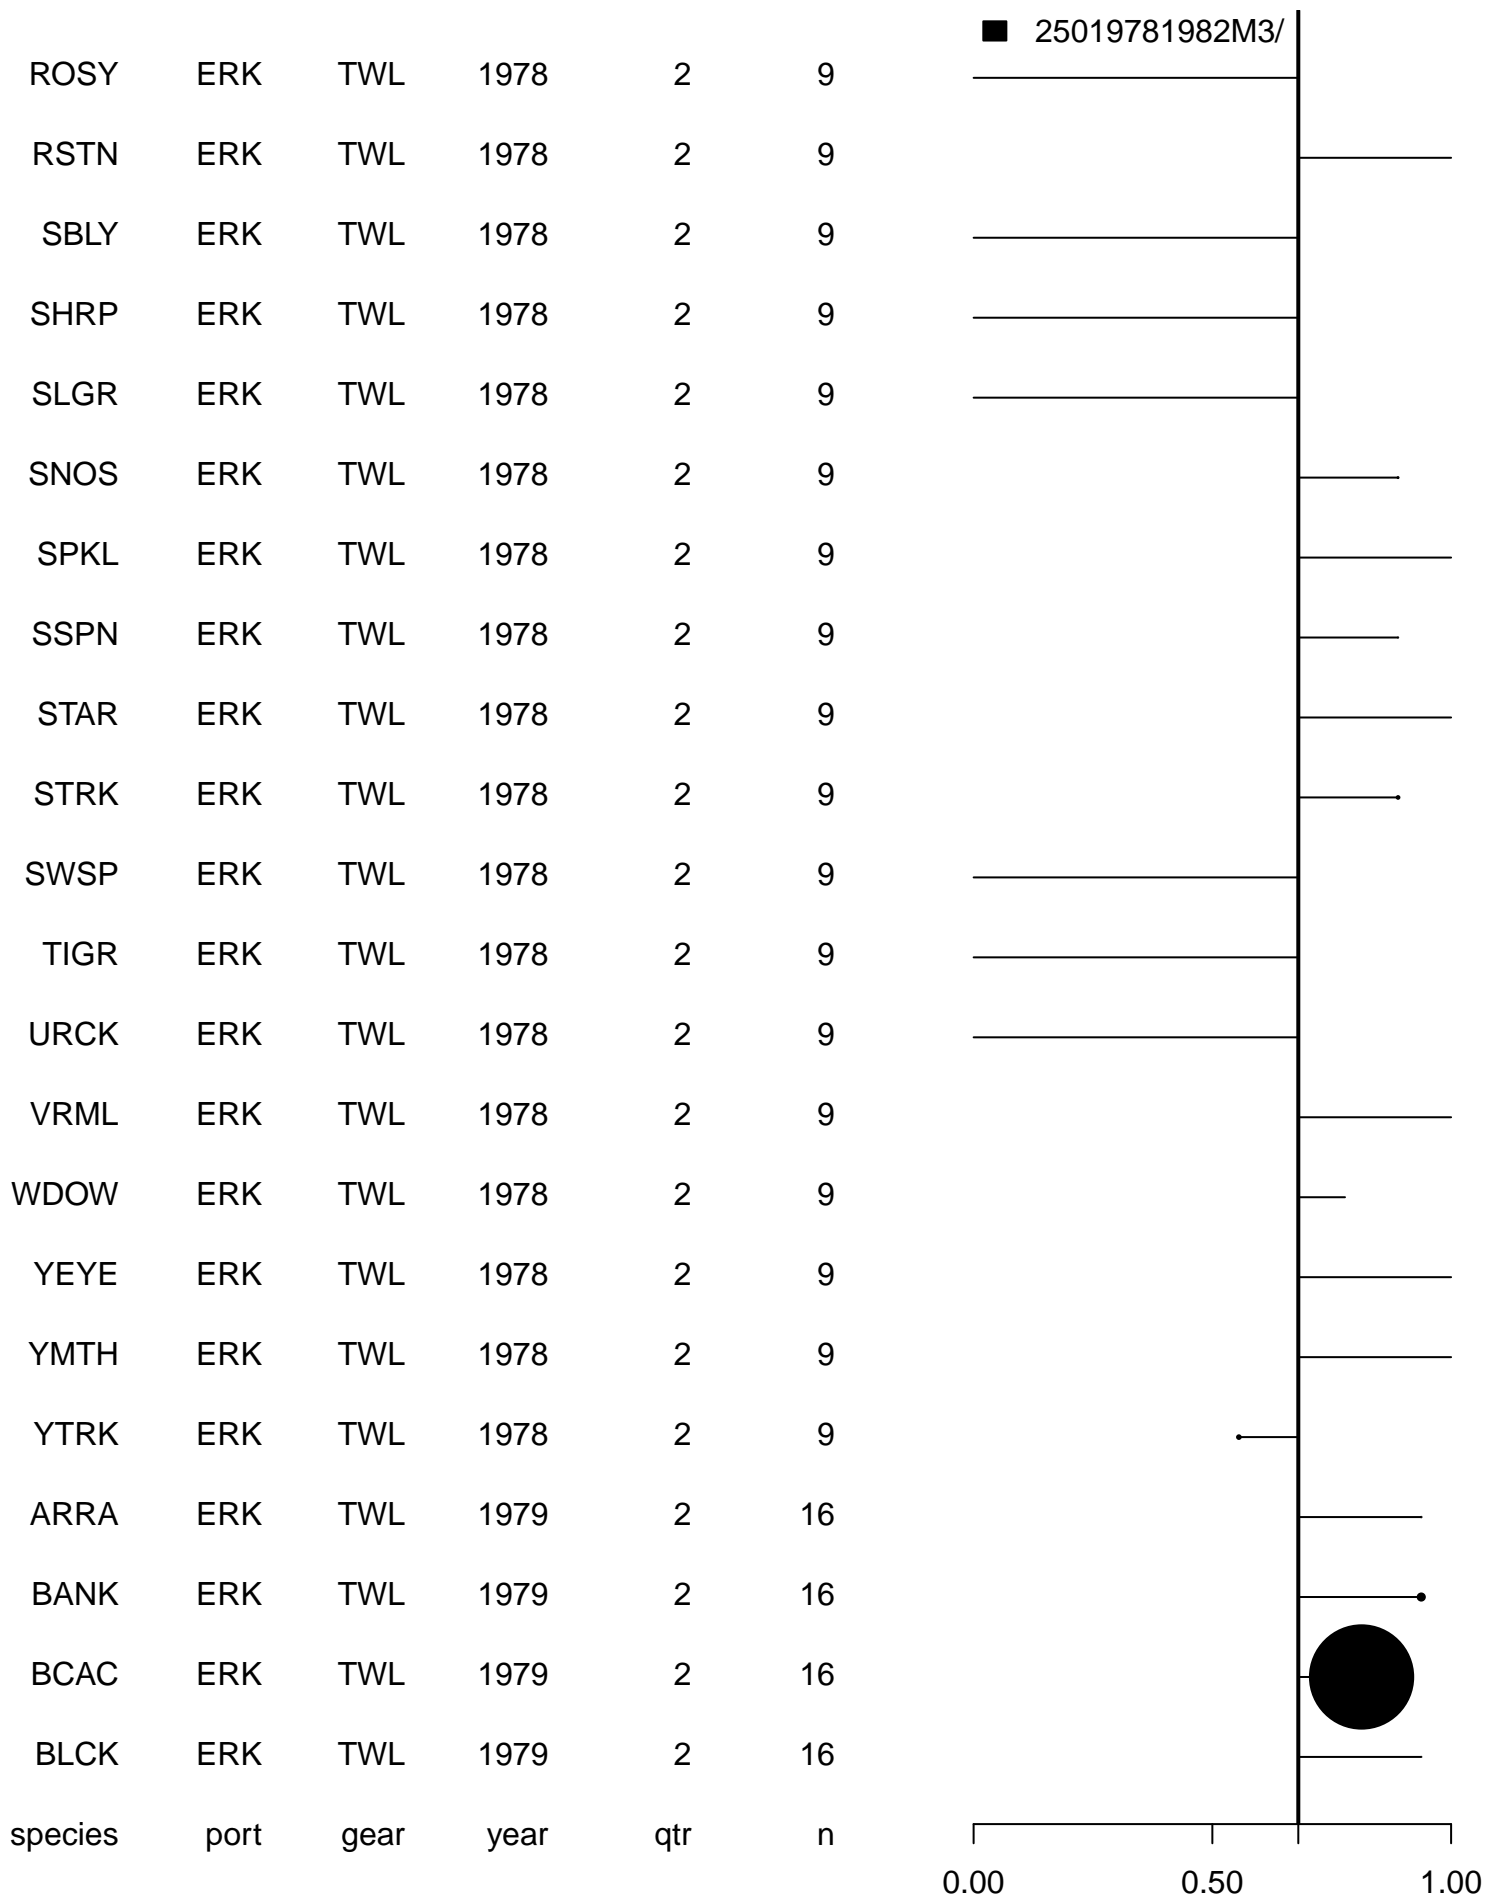 25019781982M3/
ROSY ERK TWL 1978 2 9
RSTN ERK TWL 1978 2 9
SBLY ERK TWL 1978 2 9
SHRP ERK TWL 1978 2 9
SLGR ERK TWL 1978 2 9
SNOS ERK TWL 1978 2 9
SPKL ERK TWL 1978 2 9
SSPN ERK TWL 1978 2 9
STAR ERK TWL 1978 2 9
STRK ERK TWL 1978 2 9
SWSP ERK TWL 1978 2 9
TIGR ERK TWL 1978 2 9
URCK ERK TWL 1978 2 9
VRML ERK TWL 1978 2 9
WDOW ERK TWL 1978 2 9
YEYE ERK TWL 1978 2 9
YMTH ERK TWL 1978 2 9
YTRK ERK TWL 1978 2 9
ARRA ERK TWL 1979 2 16
BANK ERK TWL 1979 2 16
BCAC ERK TWL 1979 2 16
BLCK ERK TWL 1979 2 16
species port gear year qtr n
0.00 0.50 1.00